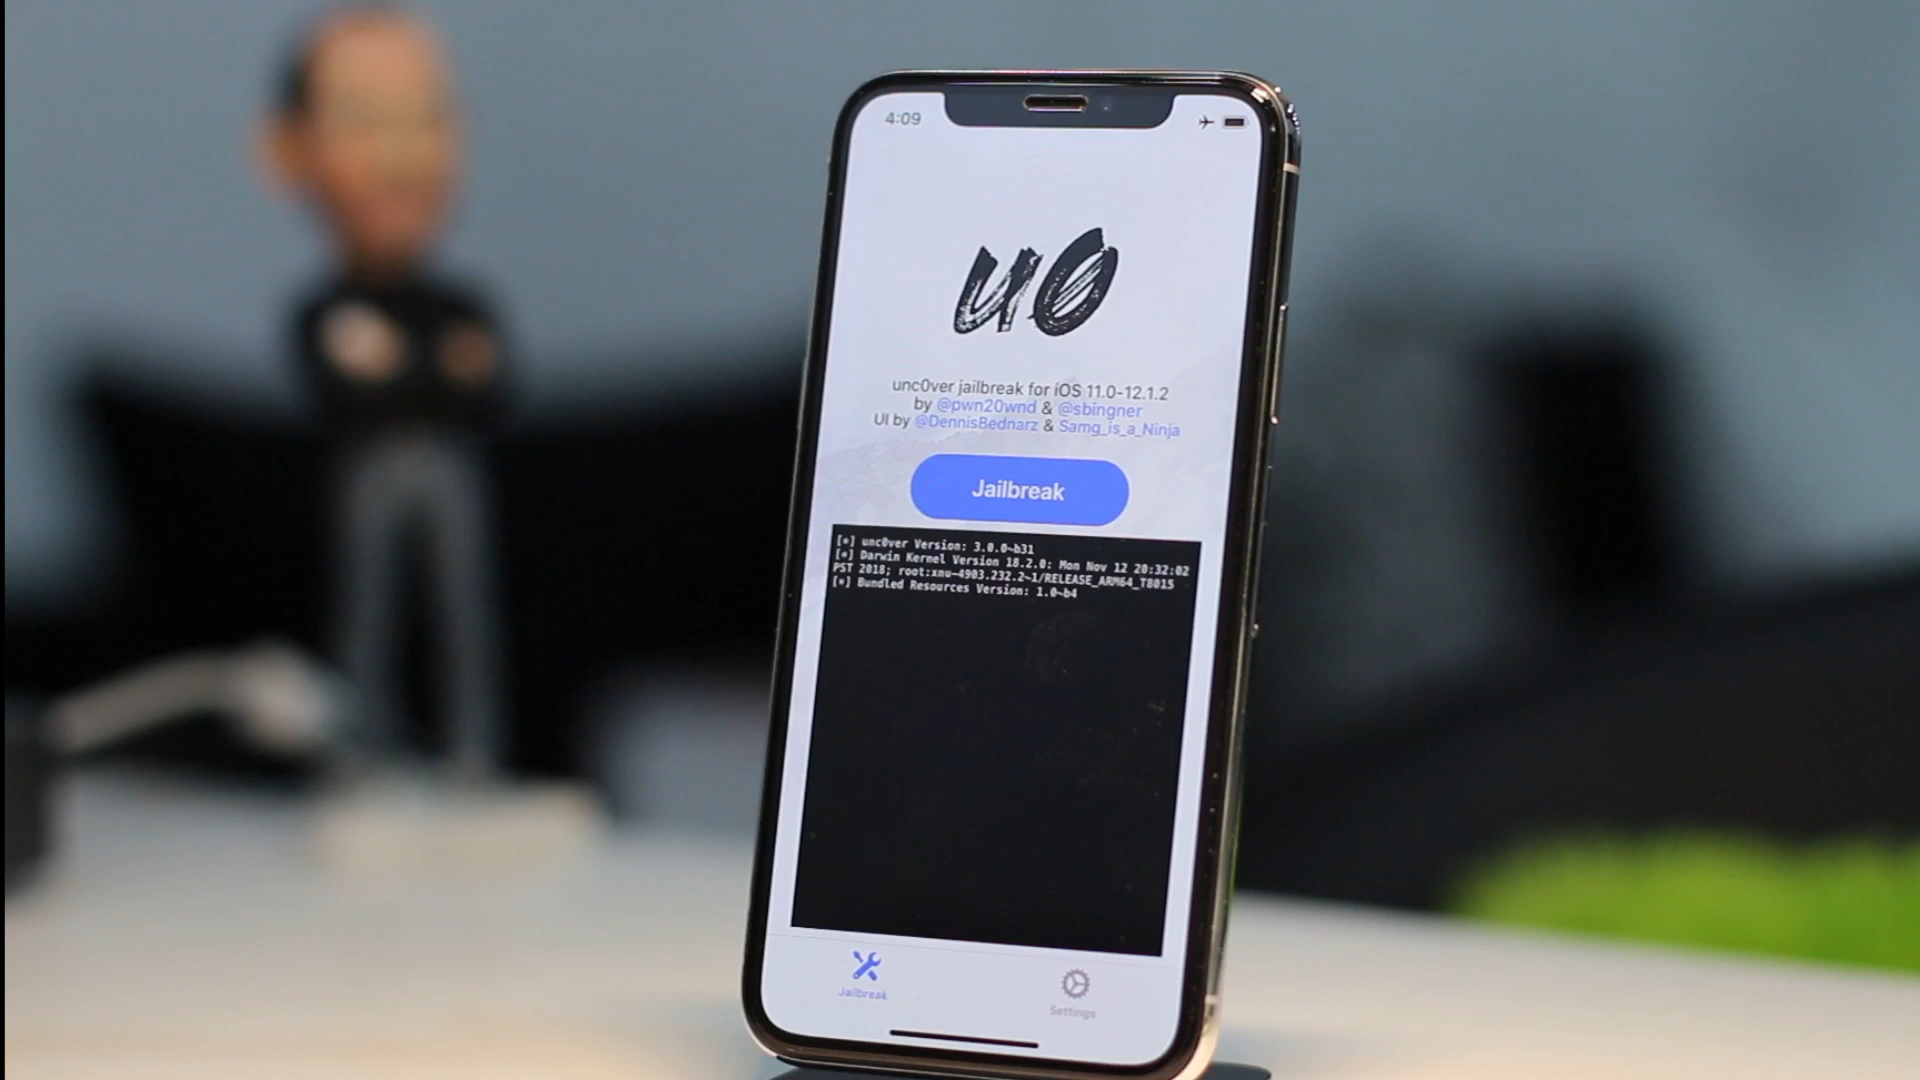 4:09
u0
unc0ver jailbreak for iOS 11.0-12.1.2
by @pwn20wnd & @sbingner
UI by @DennisBednarz & Samg_is_a_Ninja
Jailbreak
[*] unc0ver Version: 3.0.0~b31
[*] Darwin Kernel Version 18.2.0: Mon Nov 12 20:32:02
PST 2018; root:xnu-4903.232.2~1/RELEASE_ARM64_T8015
[*] Bundled Resources Version: 1.0~b4
Jailbreak
Settings